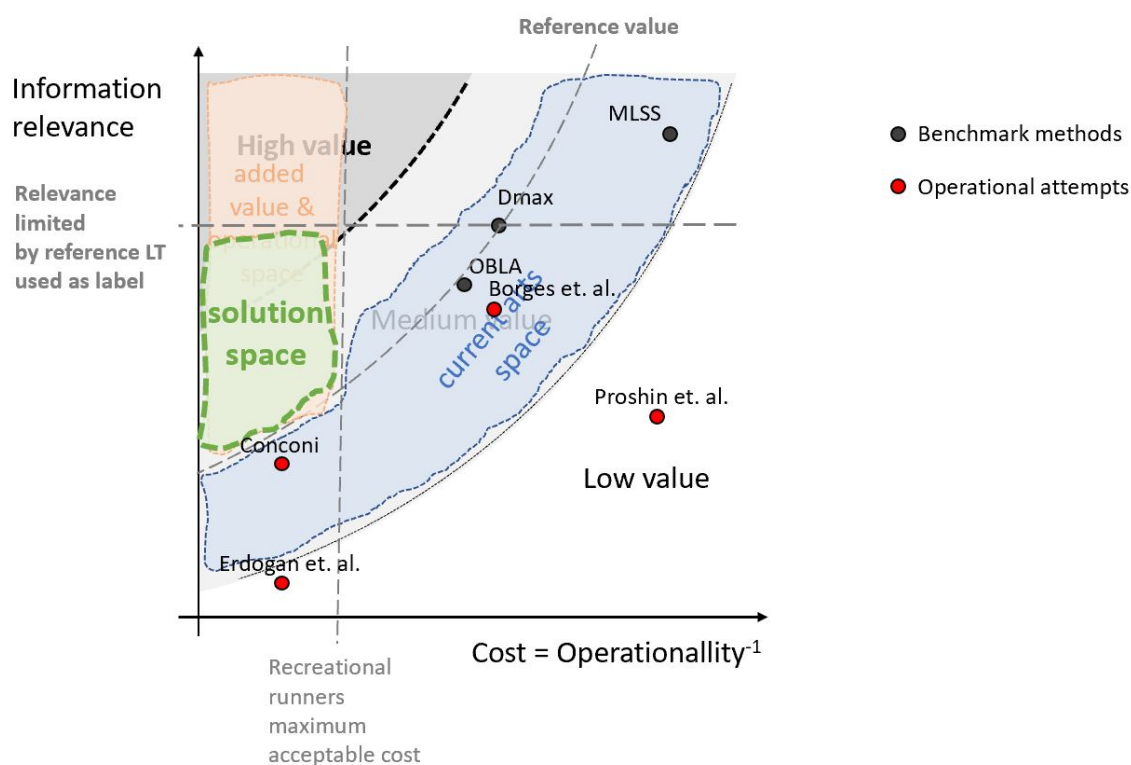 Reference value
Information
relevance
MLSS
Benchmark methods
High value
added
value &
Operational attempts
Relevance
limited
by reference LT
used as label
Dmax
operational
space
OBLA
Borges et. al.
solution
space
Medium value
current arts
space
Proshin et. al.
Conconi
Low value
Erdogan et. al.
Cost = Operationallity⁻¹
Recreational
runners
maximum
acceptable cost